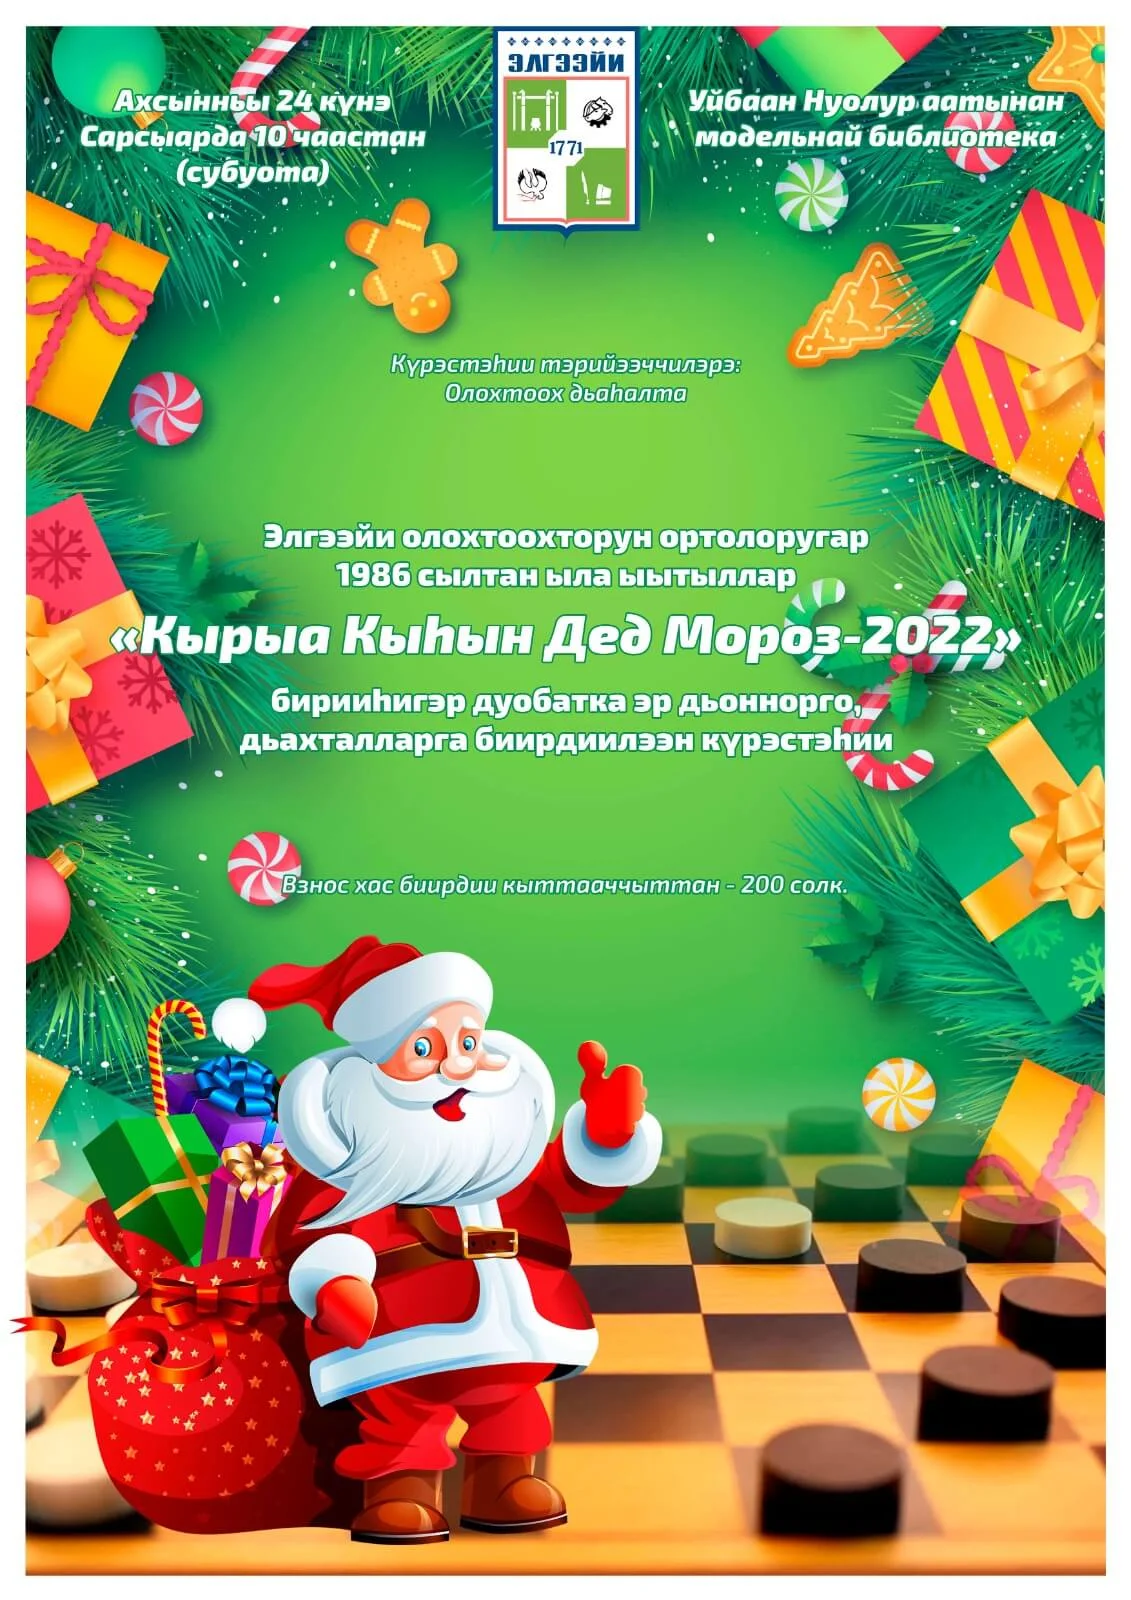 Ахсынньы 24 күнэ
Сарсыарда 10 чаастан
(субуота)
ЭЛГЭЭЙИ
1771
Уйбаан Нуолур аатынан
модельнай библиотека
Күрэстэһии тэрийээччилэрэ:
Олохтоох дьаһалта
Элгээйи олохтоохторун ортолоругар
1986 сылтан ыла ыытыллар
«Кырыа Кыһын Дед Мороз-2022»
бирииһигэр дуобатка эр дьоннорго,
дьахталларга биирдиилээн күрэстэһии
Взнос хас биирдии кыттааччыттан - 200 солк.